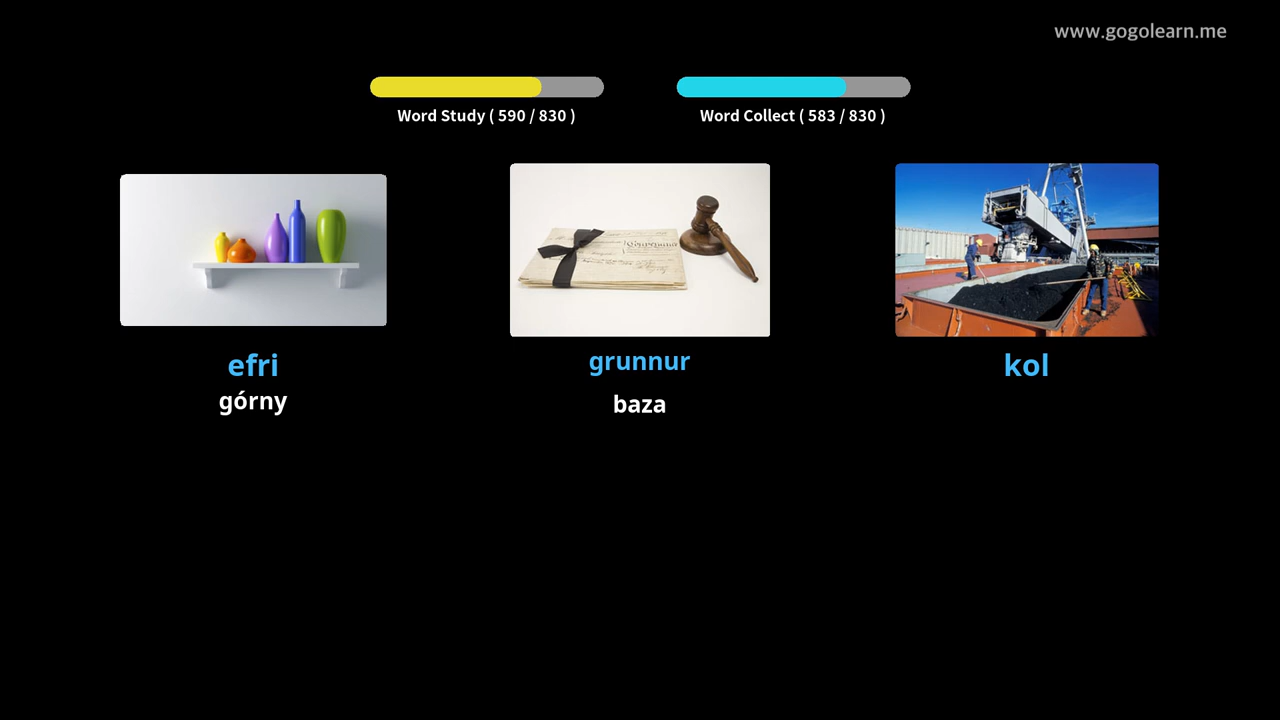 www.gogolearn.me
Word Study ( 590 / 830 )
Word Collect ( 583 / 830 )
efri
górny
grunnur
baza
kol